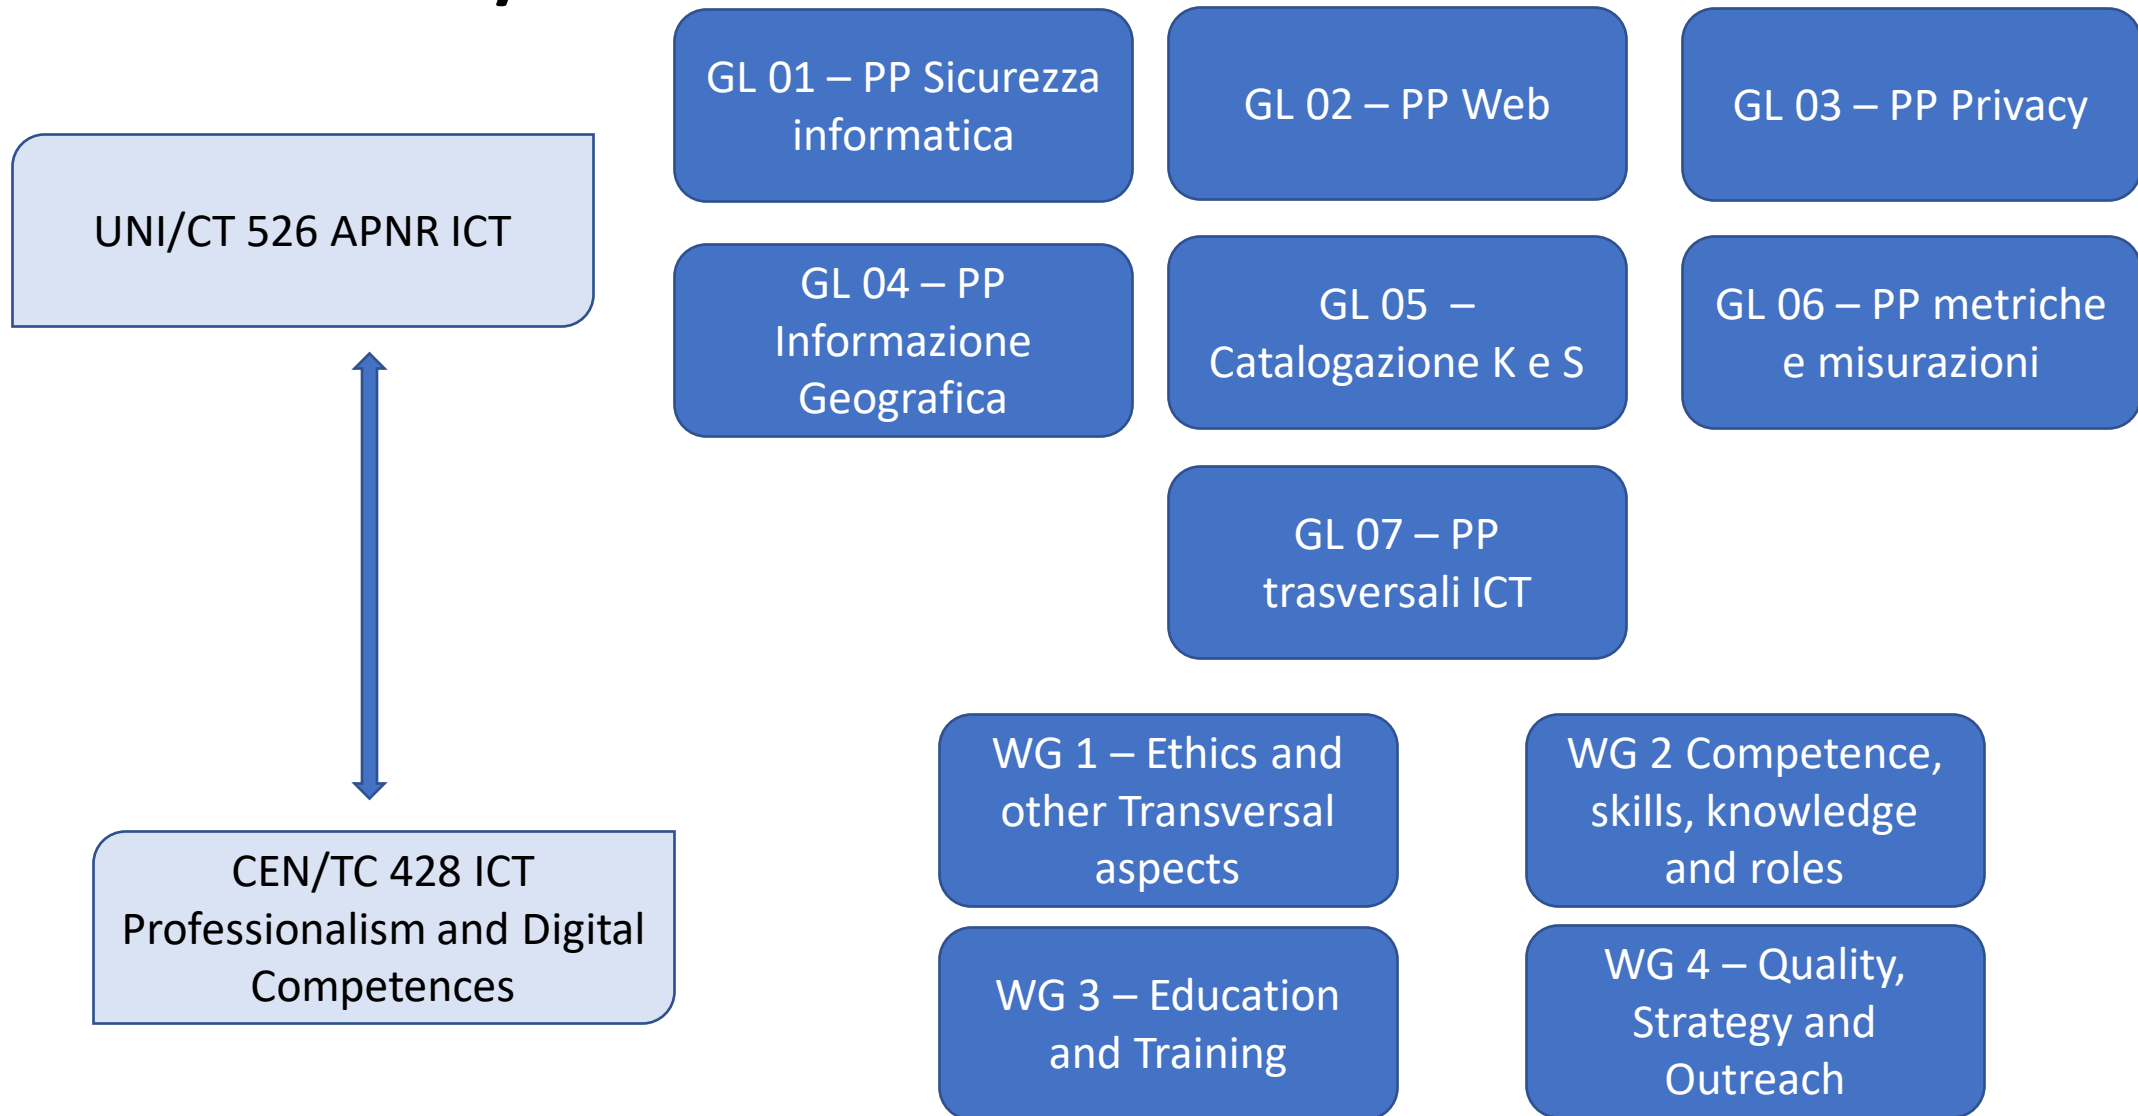 GL 01 – PP Sicurezza
informatica
GL 02 – PP Web
GL 03 – PP Privacy
UNI/CT 526 APNR ICT
GL 04 – PP
Informazione
Geografica
GL 05 –
Catalogazione K e S
GL 06 – PP metriche
e misurazioni
GL 07 – PP
trasversali ICT
WG 1 – Ethics and
other Transversal
aspects
WG 2 Competence,
skills, knowledge
and roles
CEN/TC 428 ICT
Professionalism and Digital
Competences
WG 3 – Education
and Training
WG 4 – Quality,
Strategy and
Outreach